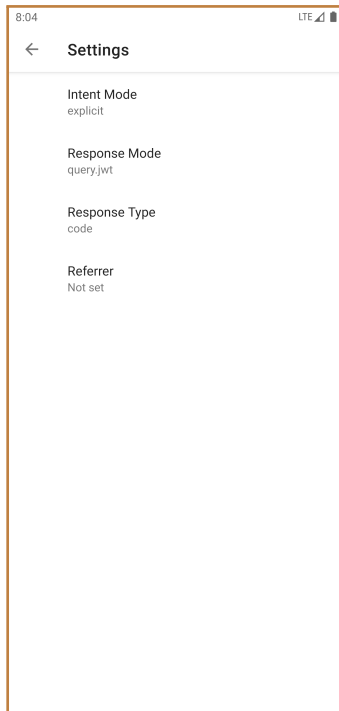 8:04 LTE
Settings
Intent Mode
explicit
Response Mode
query.jwt
Response Type
code
Referrer
Not set